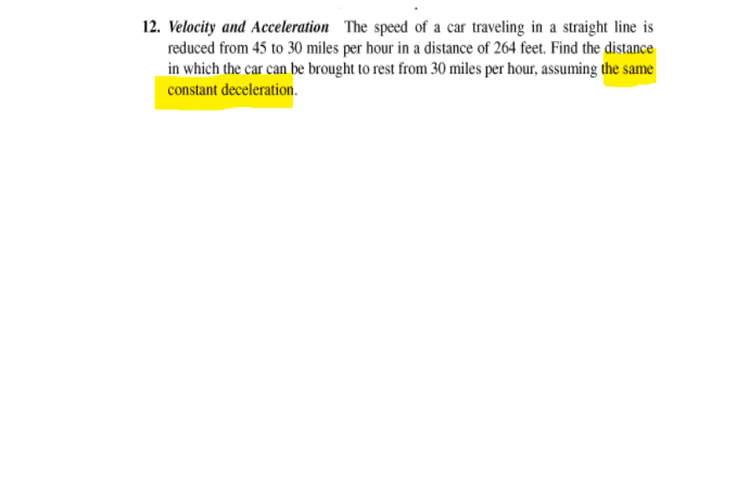 12. Velocity and Acceleration The speed of a car traveling in a straight line is
reduced from 45 to 30 miles per hour in a distance of 264 feet. Find the distance
in which the car can be brought to rest from 30 miles per hour, assuming the same
constant deceleration.